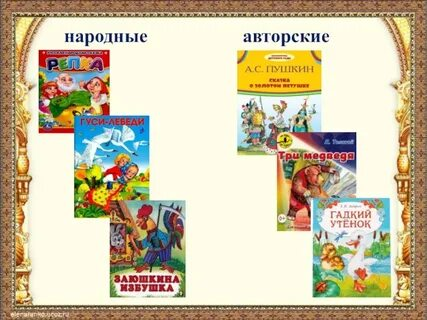 народные
авторские
РЕПКА
ГУСИ-ЛЕБЕДИ
ЗАЮШКИНА
ИЗБУШКА
А.С. ПУШКИН
СКАЗКА
О ЗОЛОТОМ ПЕТУШКЕ
Л. Толстой
Три медведя
ГАДКИЙ
УТЁНОК